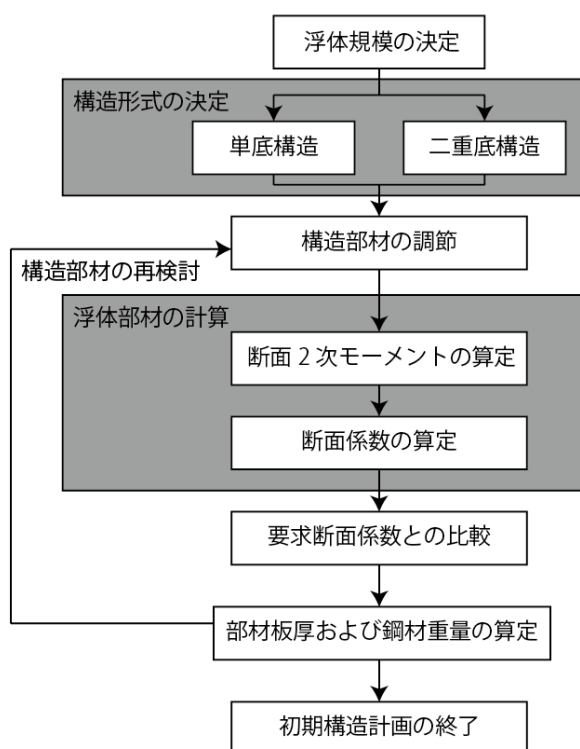 浮体規模の決定
構造形式の決定
単底構造
二重底構造
構造部材の調節
構造部材の再検討
浮体部材の計算
断面 2 次モーメントの算定
断面係数の算定
要求断面係数との比較
部材板厚および鋼材重量の算定
初期構造計画の終了